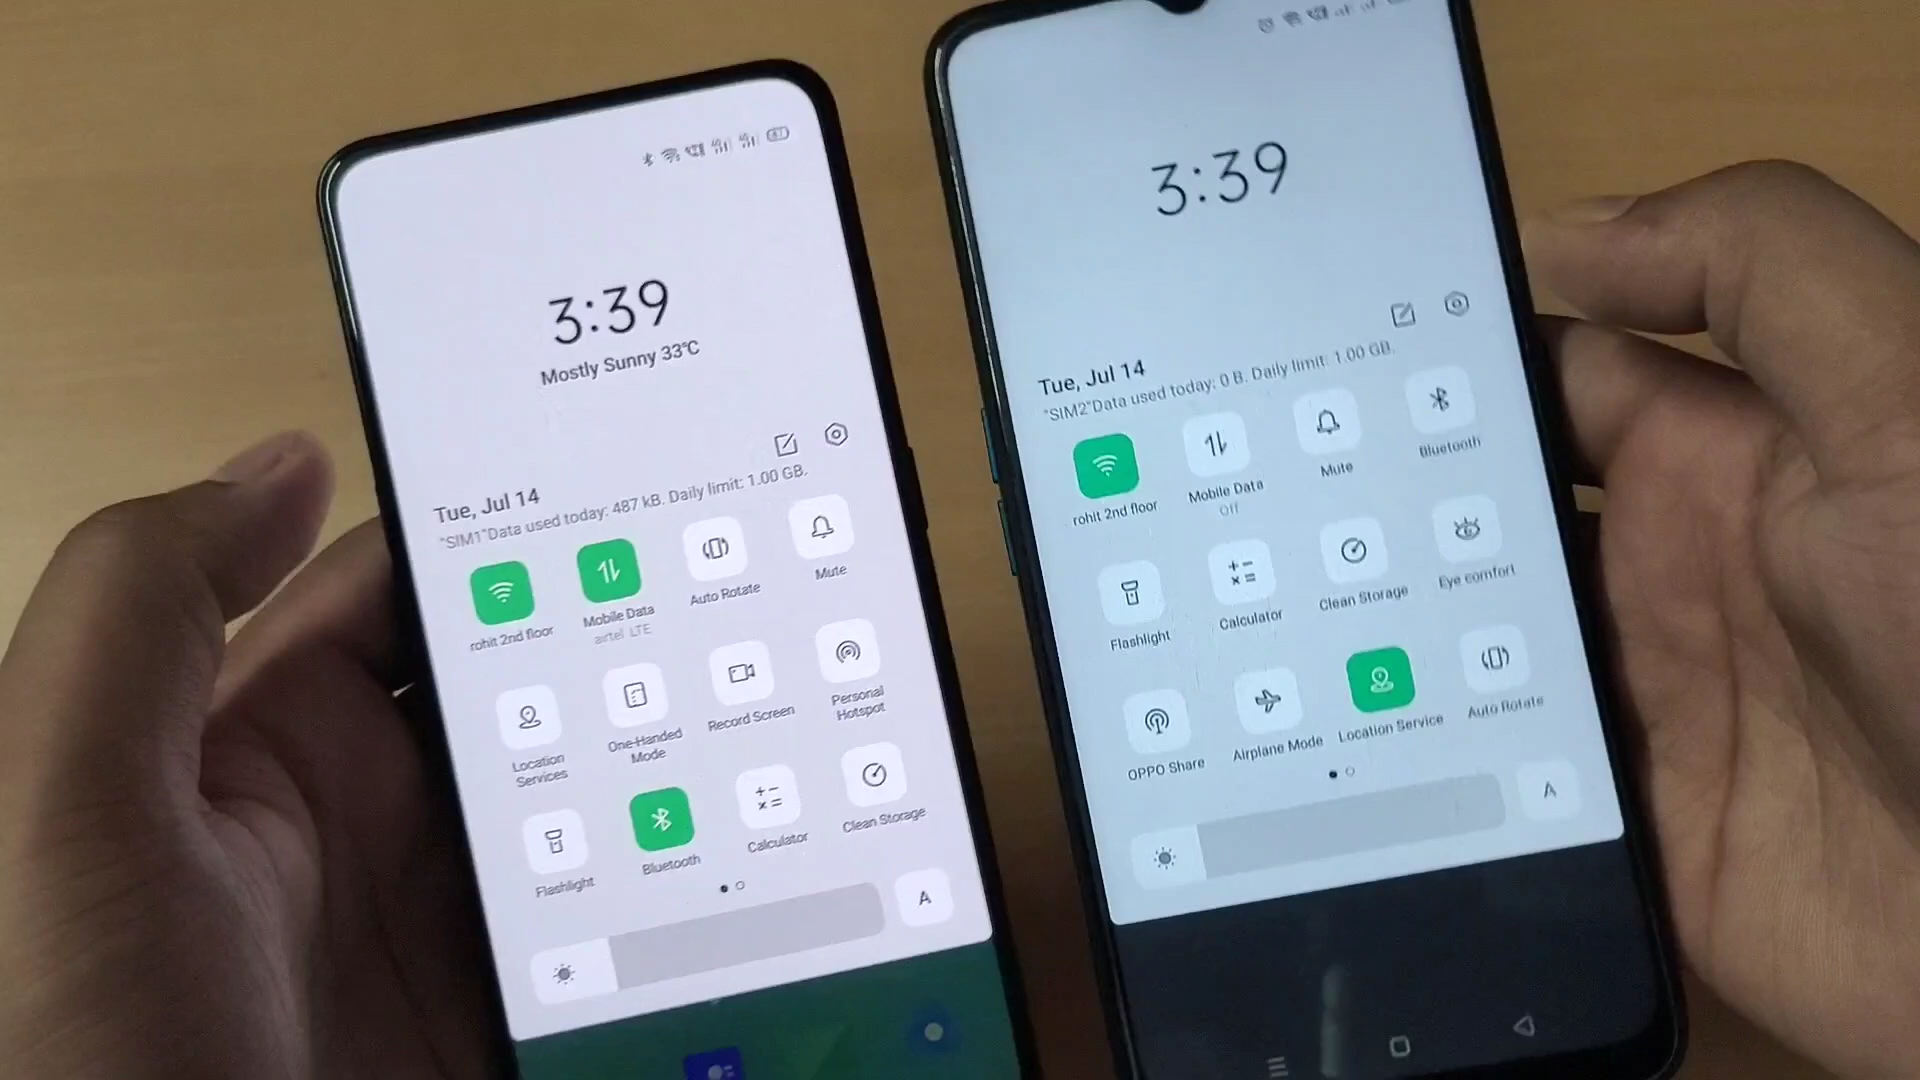 3:39
Mostly Sunny 33°C
Tue, Jul 14
"SIM1"Data used today: 487 kB. Daily limit: 1.00 GB.
rohit 2nd floor
Mobile Data
airtel LTE
Auto Rotate
Mute
Location
Services
One-Handed
Mode
Record Screen
Personal
Hotspot
Flashlight
Bluetooth
Calculator
Clean Storage
A
3:39
Tue, Jul 14
"SIM2"Data used today: 0 B. Daily limit: 1.00 GB.
rohit 2nd floor
Mobile Data
Off
Mute
Bluetooth
Flashlight
Calculator
Clean Storage
Eye comfort
OPPO Share
Airplane Mode
Location Service
Auto Rotate
A